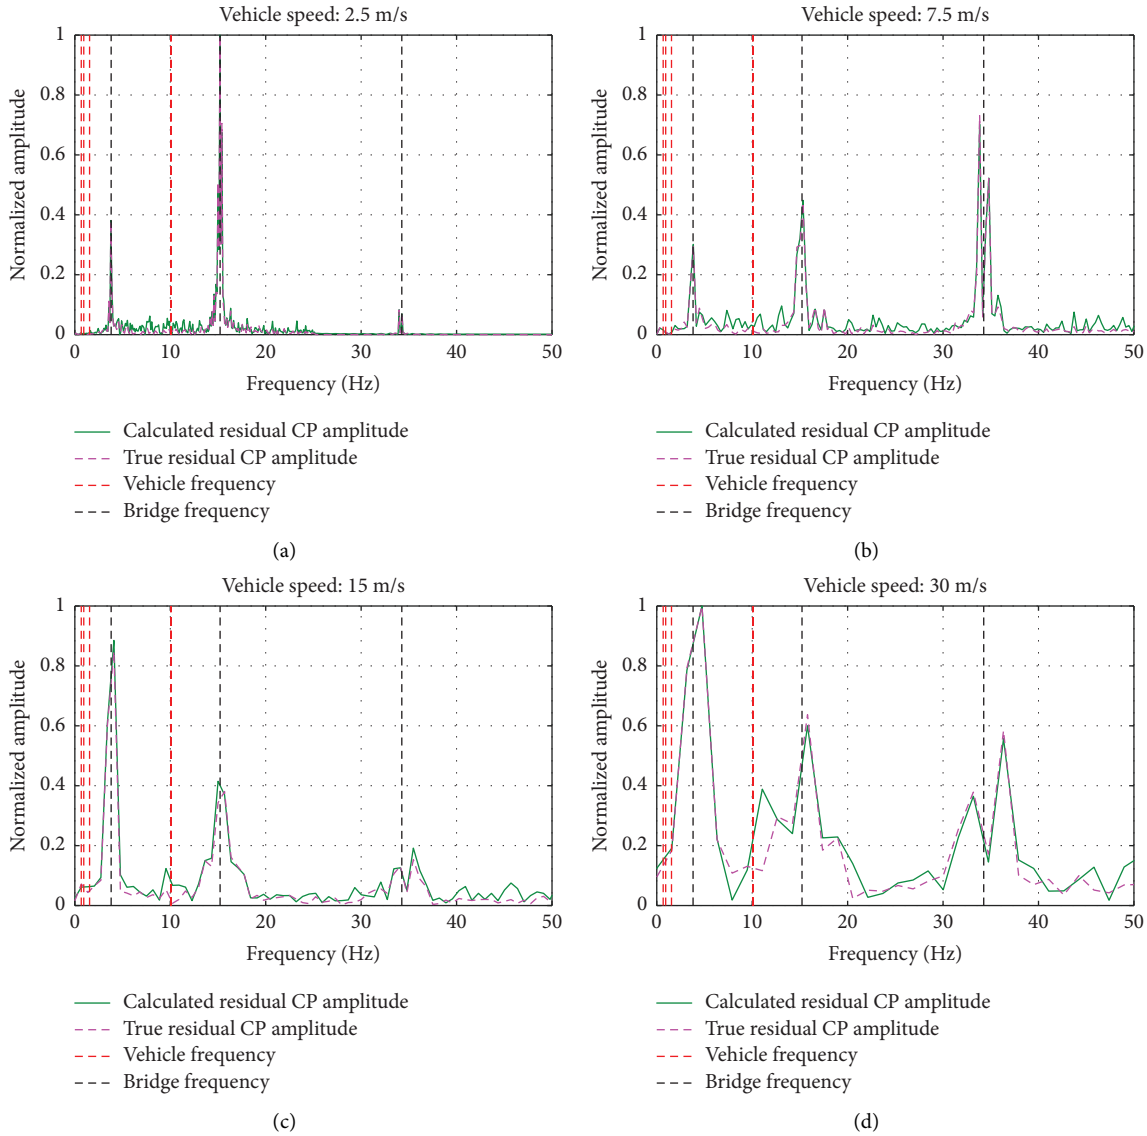 Vehicle speed: 2.5 m/s
Normalized amplitude
1
0.8
0.6
0.4
0.2
0
0 10 20 30 40 50
Frequency (Hz)
Calculated residual CP amplitude
True residual CP amplitude
Vehicle frequency
Bridge frequency
(a)
Vehicle speed: 7.5 m/s
Normalized amplitude
1
0.8
0.6
0.4
0.2
0
0 10 20 30 40 50
Frequency (Hz)
Calculated residual CP amplitude
True residual CP amplitude
Vehicle frequency
Bridge frequency
(b)
Vehicle speed: 15 m/s
Normalized amplitude
1
0.8
0.6
0.4
0.2
0
0 10 20 30 40 50
Frequency (Hz)
Calculated residual CP amplitude
True residual CP amplitude
Vehicle frequency
Bridge frequency
(c)
Vehicle speed: 30 m/s
Normalized amplitude
1
0.8
0.6
0.4
0.2
0
0 10 20 30 40 50
Frequency (Hz)
Calculated residual CP amplitude
True residual CP amplitude
Vehicle frequency
Bridge frequency
(d)